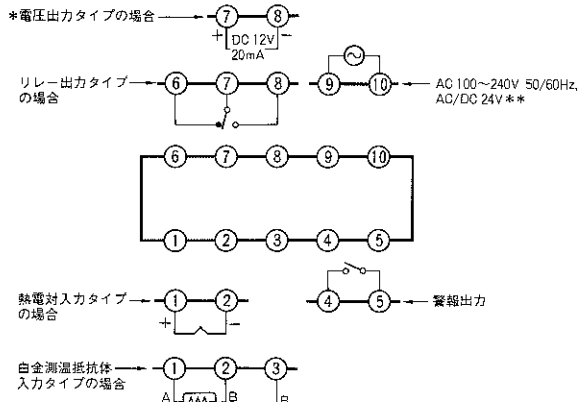 *電圧出力タイプの場合
7 8
+ DC 12V −
20mA
リレー出力タイプ
の場合
6 7 8 9 10
AC 100〜240V 50/60Hz,
AC/DC 24V**
6 7 8 9 10
1 2 3 4 5
熱電対入力タイプ
の場合
1 2 4 5
+ −
警報出力
白金測温抵抗体
入力タイプの場合
1 2 3
A B B